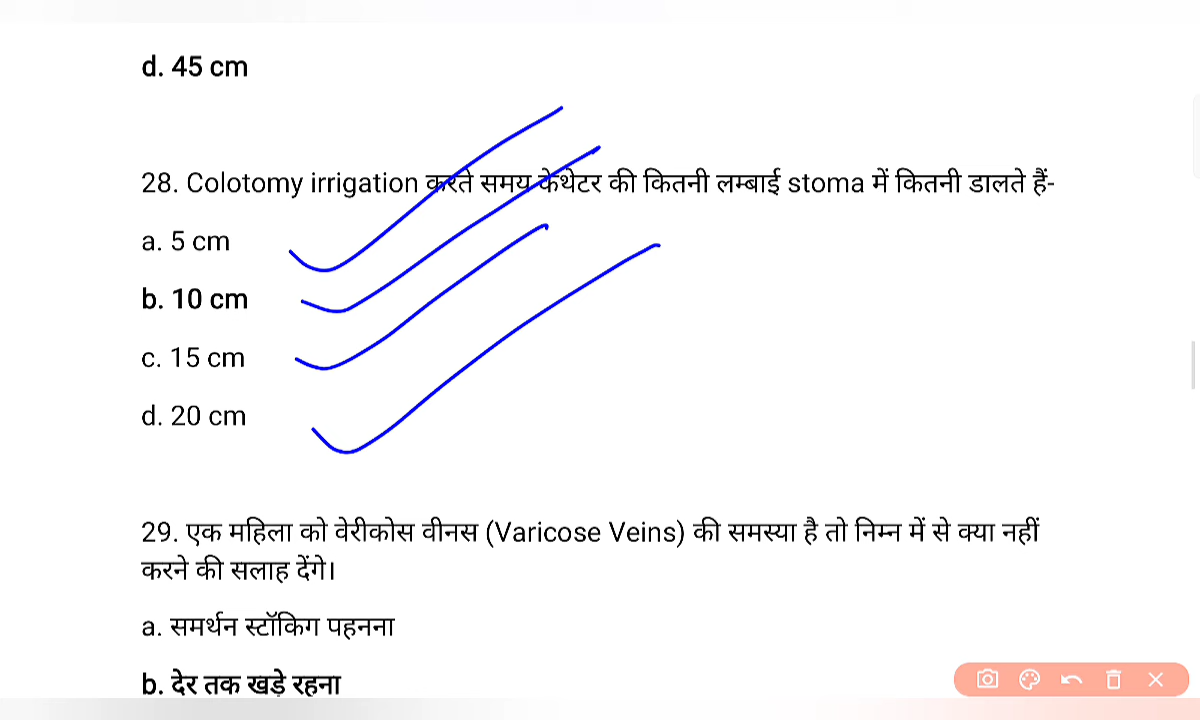 d. 45 cm
28. Colotomy irrigation करते समय केथेटर की कितनी लम्बाई stoma में कितनी डालते हैं-
a. 5 cm
b. 10 cm
c. 15 cm
d. 20 cm
29. एक महिला को वेरीकोस वीनस (Varicose Veins) की समस्या है तो निम्न में से क्या नहीं
करने की सलाह देंगे।
a. समर्थन स्टॉकिग पहनना
b. देर तक खड़े रहना